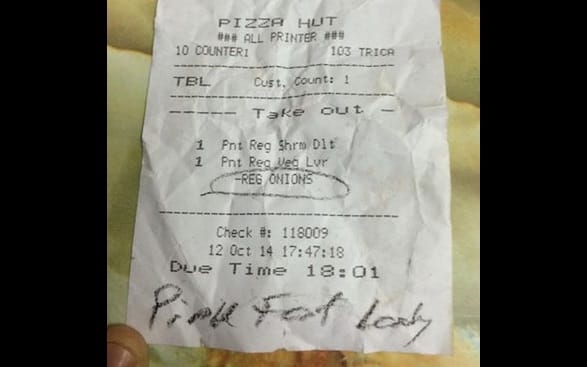 PIZZA HUT
### ALL PRINTER ###
10 COUNTER1 103 TRICA
TBL Cust. Count: 1
----- Take out -
1 Pnt Reg Shrm Dlt
1 Pnt Reg Veg Lvr
-REG ONIONS
Check #: 118009
12 Oct 14 17:47:18
Due Time 18:01
Pink Fat Lady